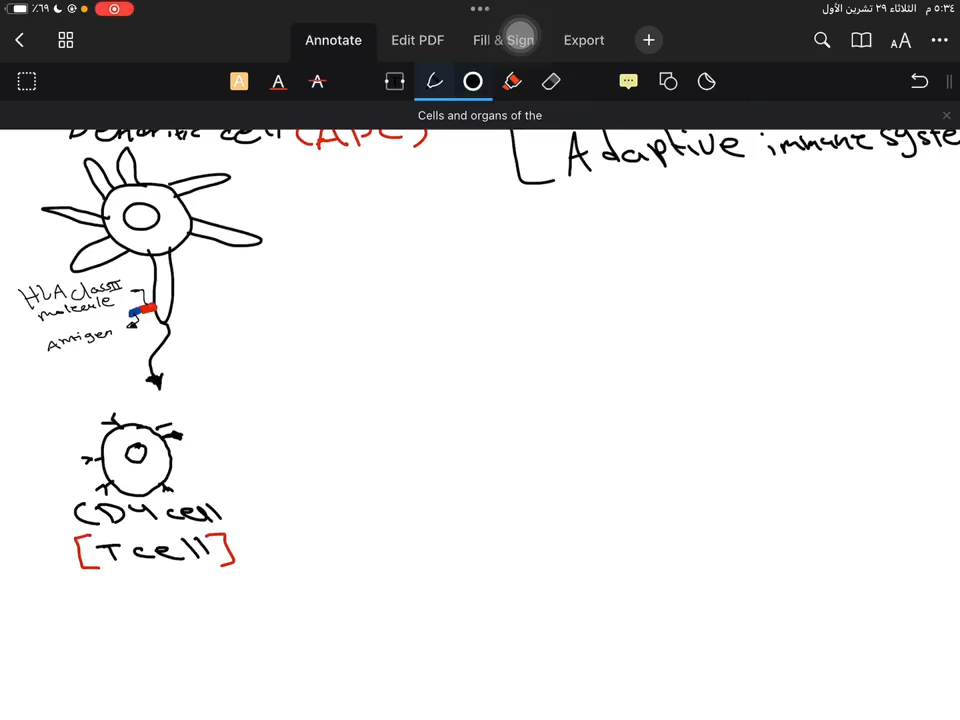 ٪٦٩ ٥:٣٤ م الثلاثاء ٢٩ تشرين الأول
Annotate Edit PDF Fill & Sign Export
AA
Cells and organs of the
Dendritic cell (APC)
Adaptive immune syste
HLA class II
molecule
Antigen
CD4 cell
[T cell]